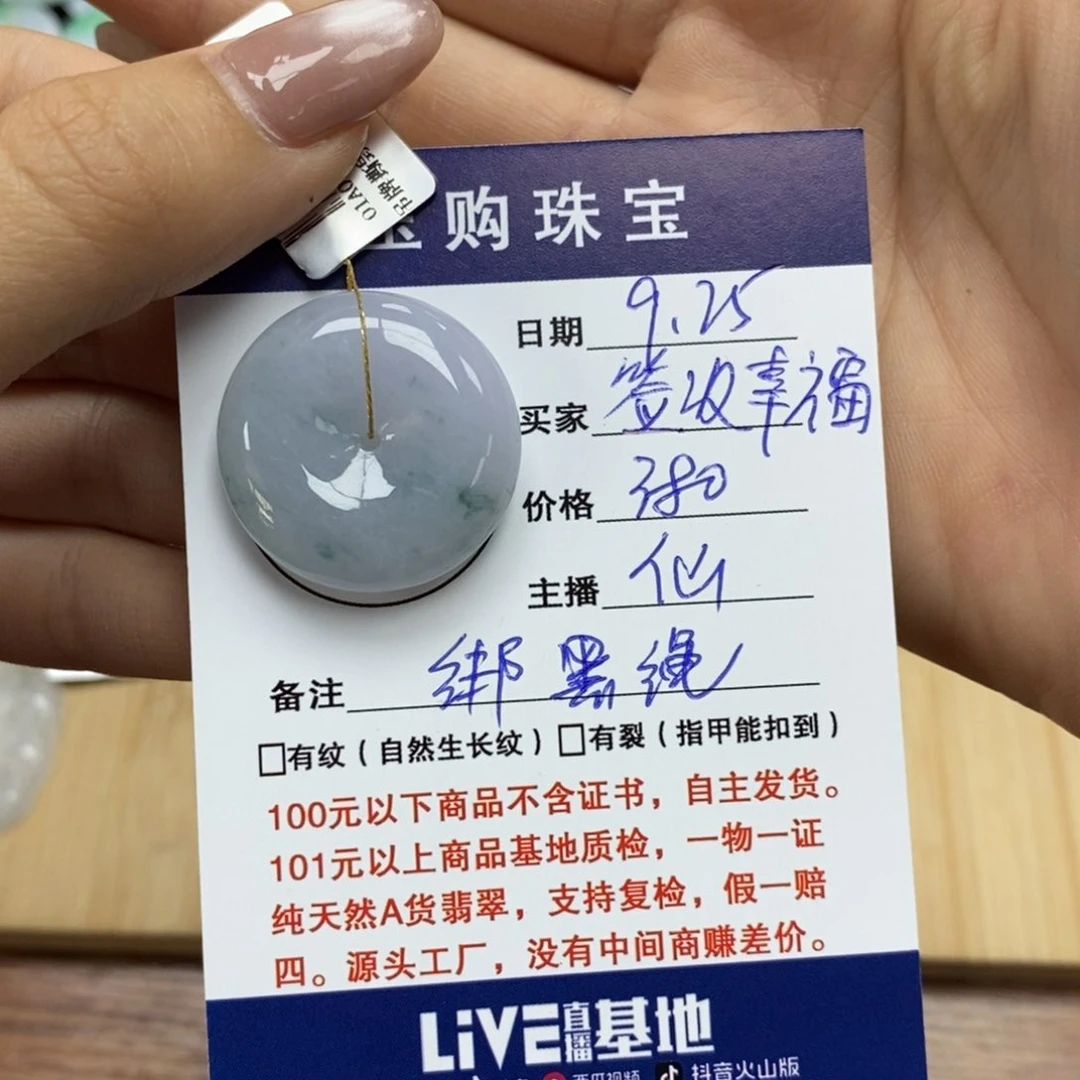 购珠宝
日期 9.25
买家 签收幸福
价格 380
主播 仙
备注 绑黑绳
□有纹(自然生长纹) □有裂(指甲能扣到)
100元以下商品不含证书，自主发货。
101元以上商品基地质检，一物一证
纯天然A货翡翠，支持复检，假一赔
四。源头工厂，没有中间商赚差价。
LiVE直播基地
西瓜视频 抖音火山版